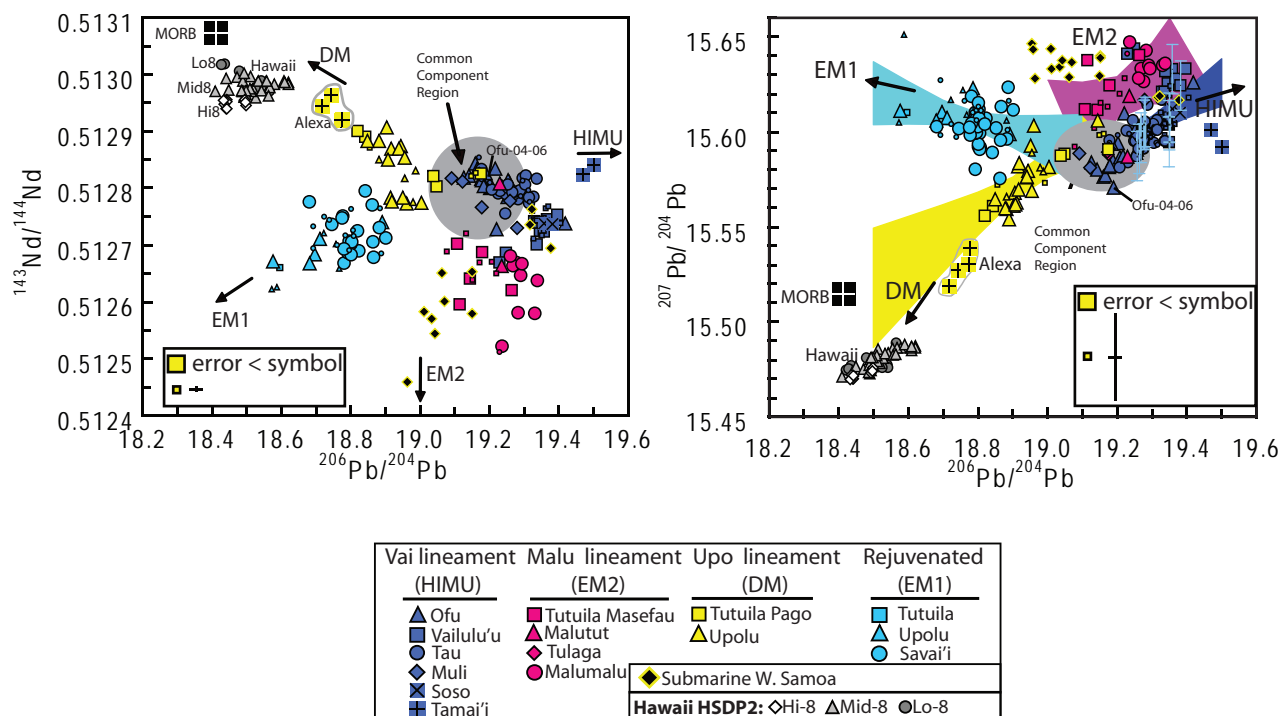 0.5131
0.5130
0.5129
0.5128
0.5127
0.5126
0.5125
0.5124
143Nd/144Nd
MORB
DM
Lo8
Hawaii
Mid8
Hi8
Alexa
Common
Component
Region
Ofu-04-06
HIMU
EM1
EM2
error < symbol
18.2 18.4 18.6 18.8 19.0 19.2 19.4 19.6
206Pb/204Pb
15.65
15.60
15.55
15.50
15.45
207Pb/204Pb
EM2
EM1
HIMU
Ofu-04-06
Common
Component
Region
Alexa
DM
MORB
Hawaii
error < symbol
18.2 18.4 18.6 18.8 19.0 19.2 19.4 19.6
206Pb/204Pb
Vai lineament Malu lineament Upo lineament Rejuvenated
(HIMU) (EM2) (DM) (EM1)
Ofu Tutuila Masefau Tutuila Pago Tutuila
Vailulu'u Malutut Upolu Upolu
Tau Tulaga Savai'i
Muli Malumalu Submarine W. Samoa
Soso
Tamai'i Hawaii HSDP2: Hi-8 Mid-8 Lo-8